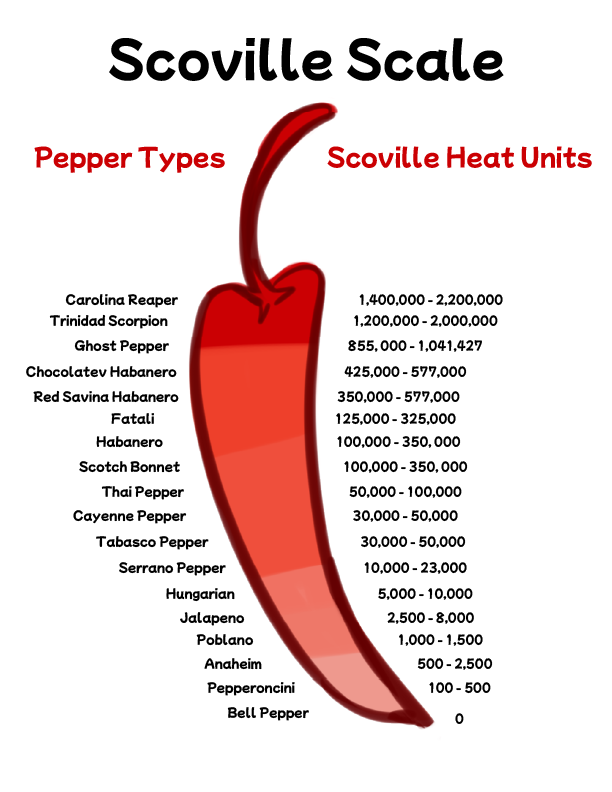 Scoville Scale
Pepper Types Scoville Heat Units
Carolina Reaper 1,400,000 - 2,200,000
Trinidad Scorpion 1,200,000 - 2,000,000
Ghost Pepper 855,000 - 1,041,427
Chocolatev Habanero 425,000 - 577,000
Red Savina Habanero 350,000 - 577,000
Fatali 125,000 - 325,000
Habanero 100,000 - 350,000
Scotch Bonnet 100,000 - 350,000
Thai Pepper 50,000 - 100,000
Cayenne Pepper 30,000 - 50,000
Tabasco Pepper 30,000 - 50,000
Serrano Pepper 10,000 - 23,000
Hungarian 5,000 - 10,000
Jalapeno 2,500 - 8,000
Poblano 1,000 - 1,500
Anaheim 500 - 2,500
Pepperoncini 100 - 500
Bell Pepper 0